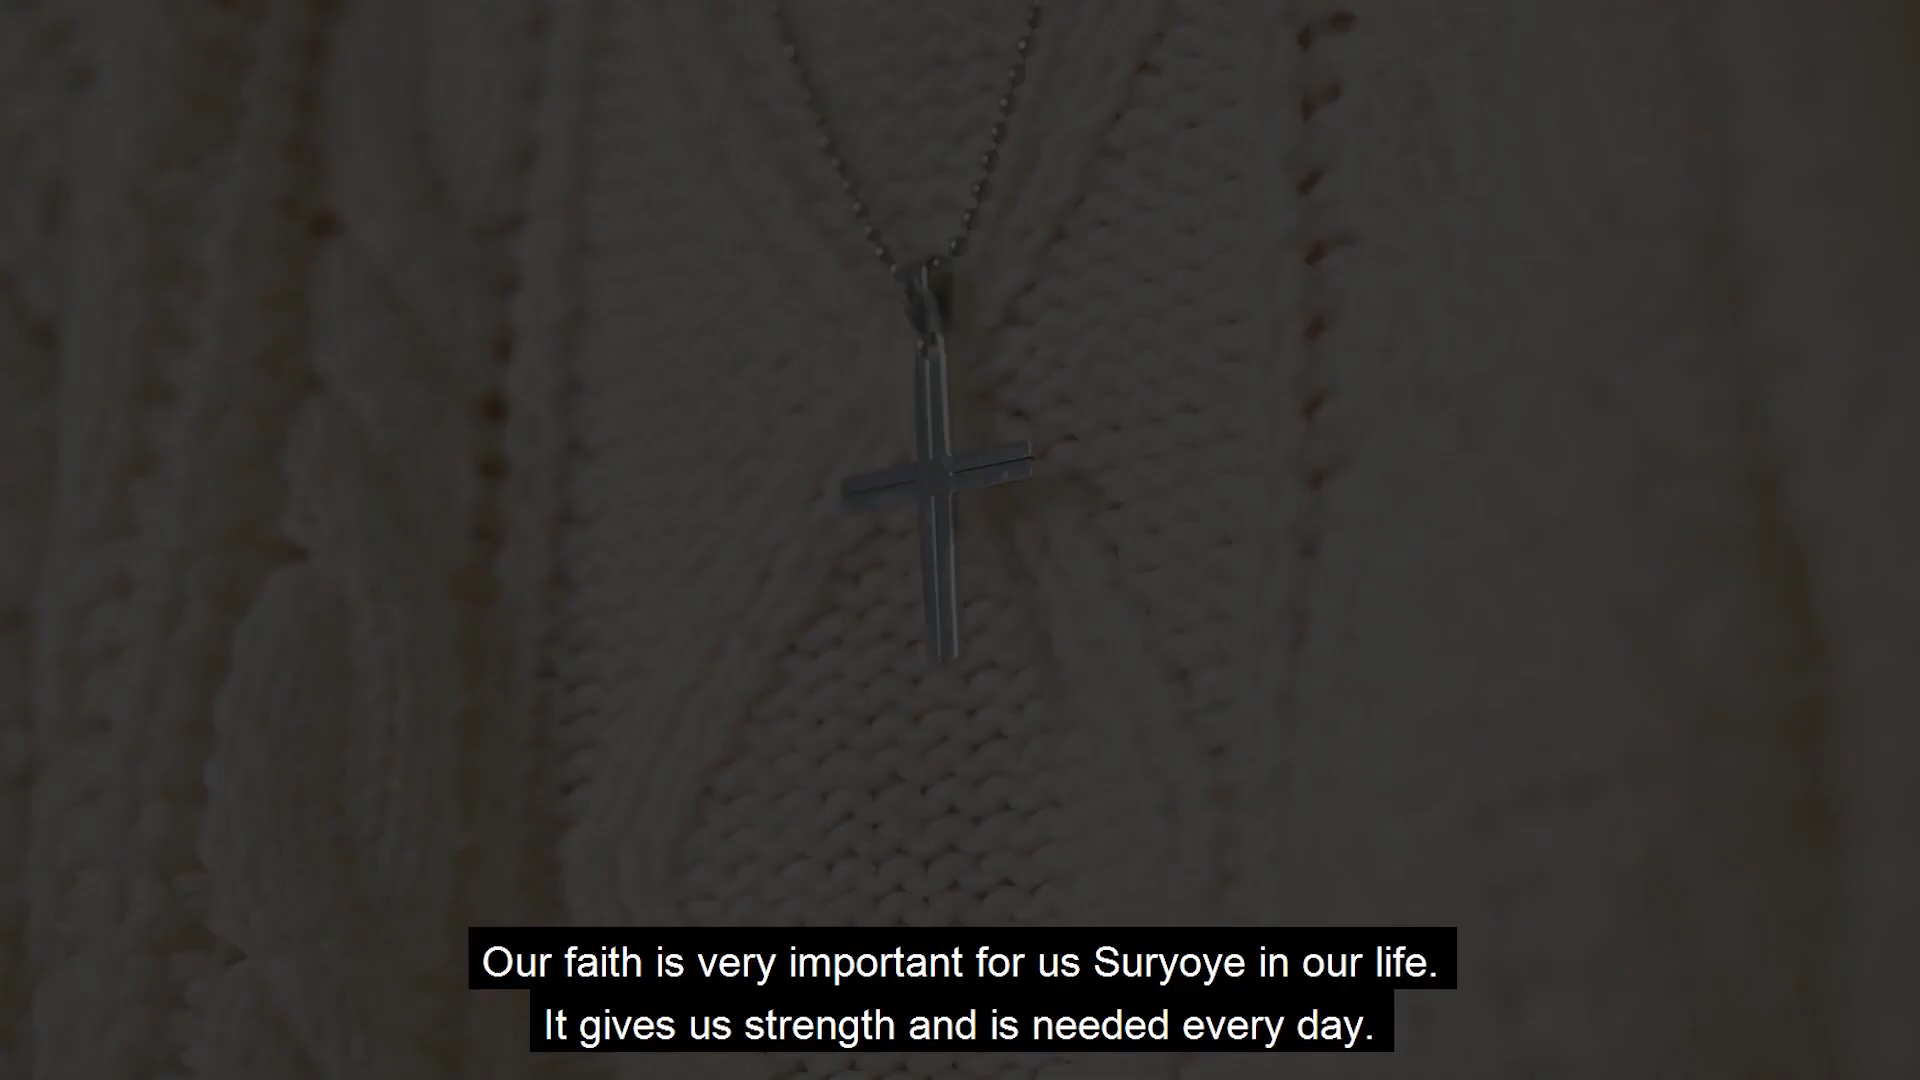 Our faith is very important for us Suryoye in our life.
It gives us strength and is needed every day.